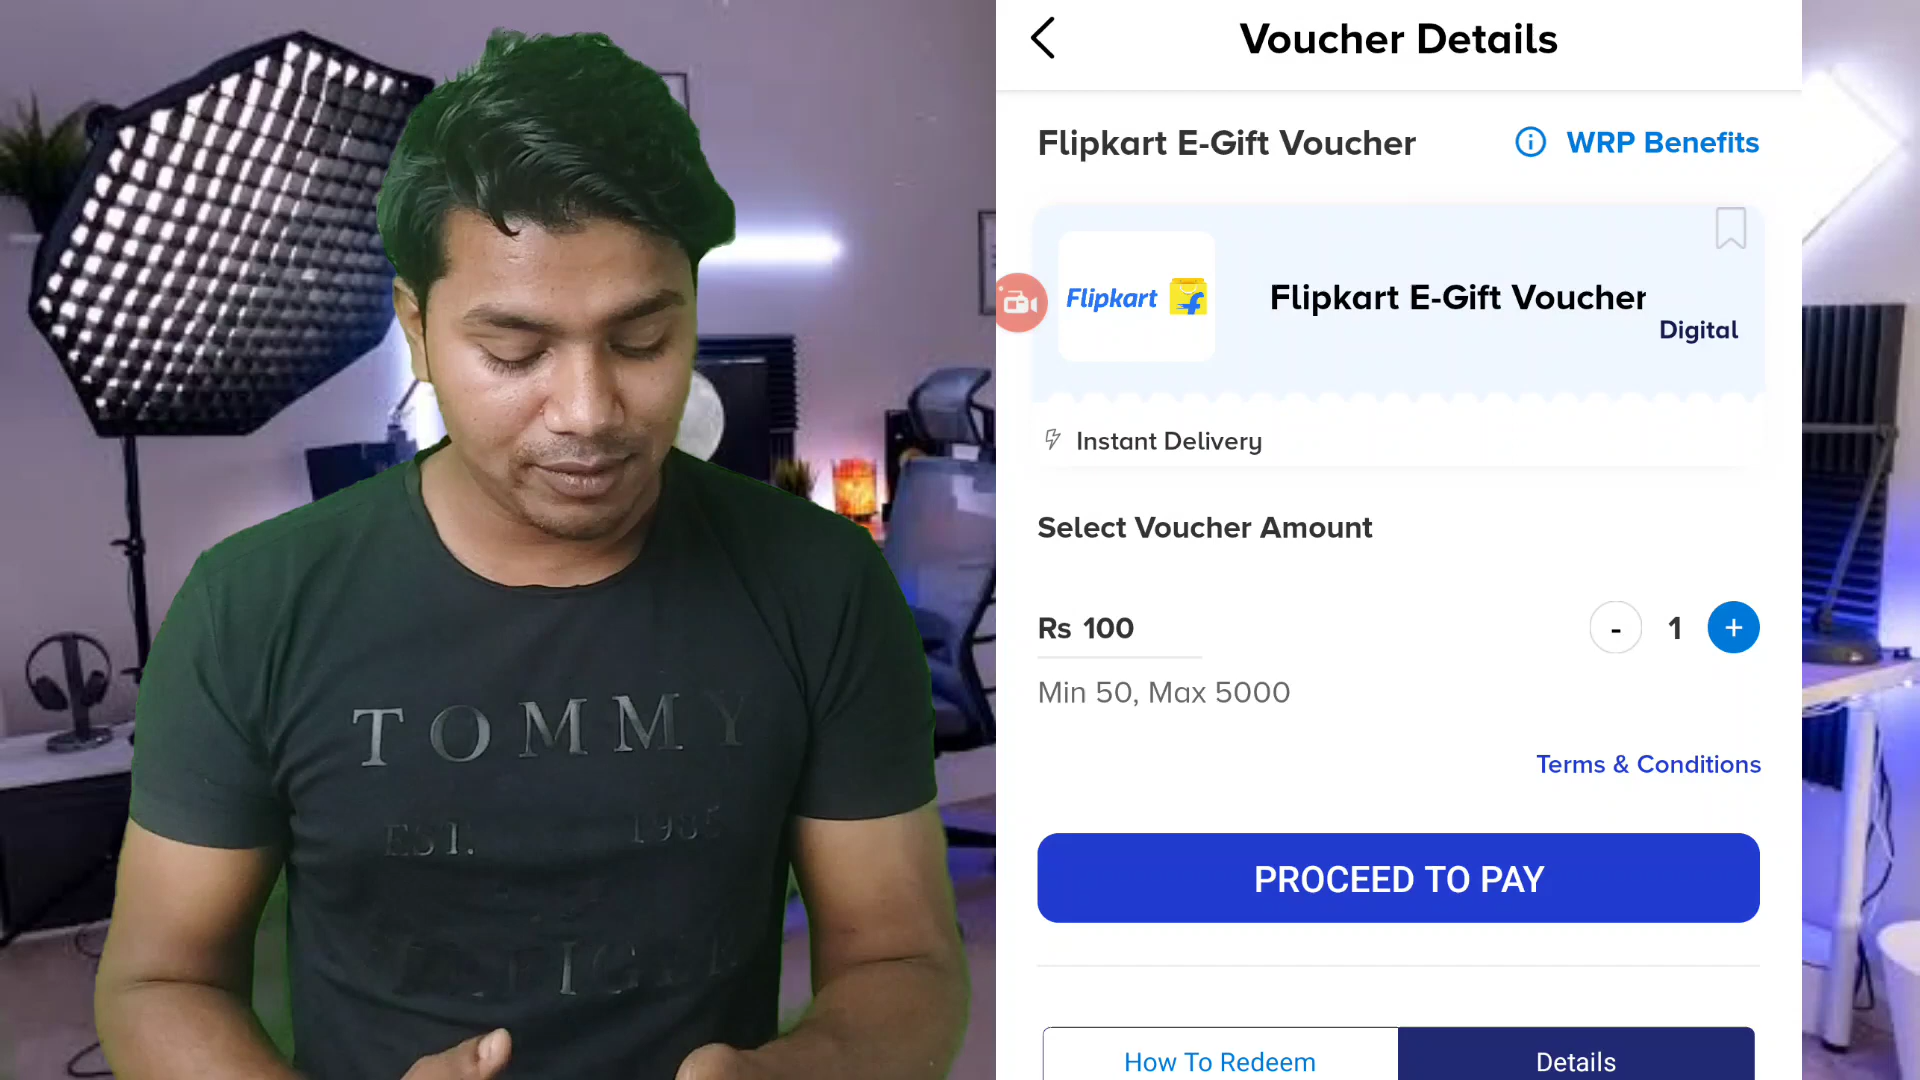 Voucher Details
Flipkart E-Gift Voucher
WRP Benefits
Flipkart
Flipkart E-Gift Voucher
Digital
Instant Delivery
Select Voucher Amount
Rs 100
- 1 +
Min 50, Max 5000
Terms & Conditions
PROCEED TO PAY
How To Redeem
Details
TOMMY
EST. 1985